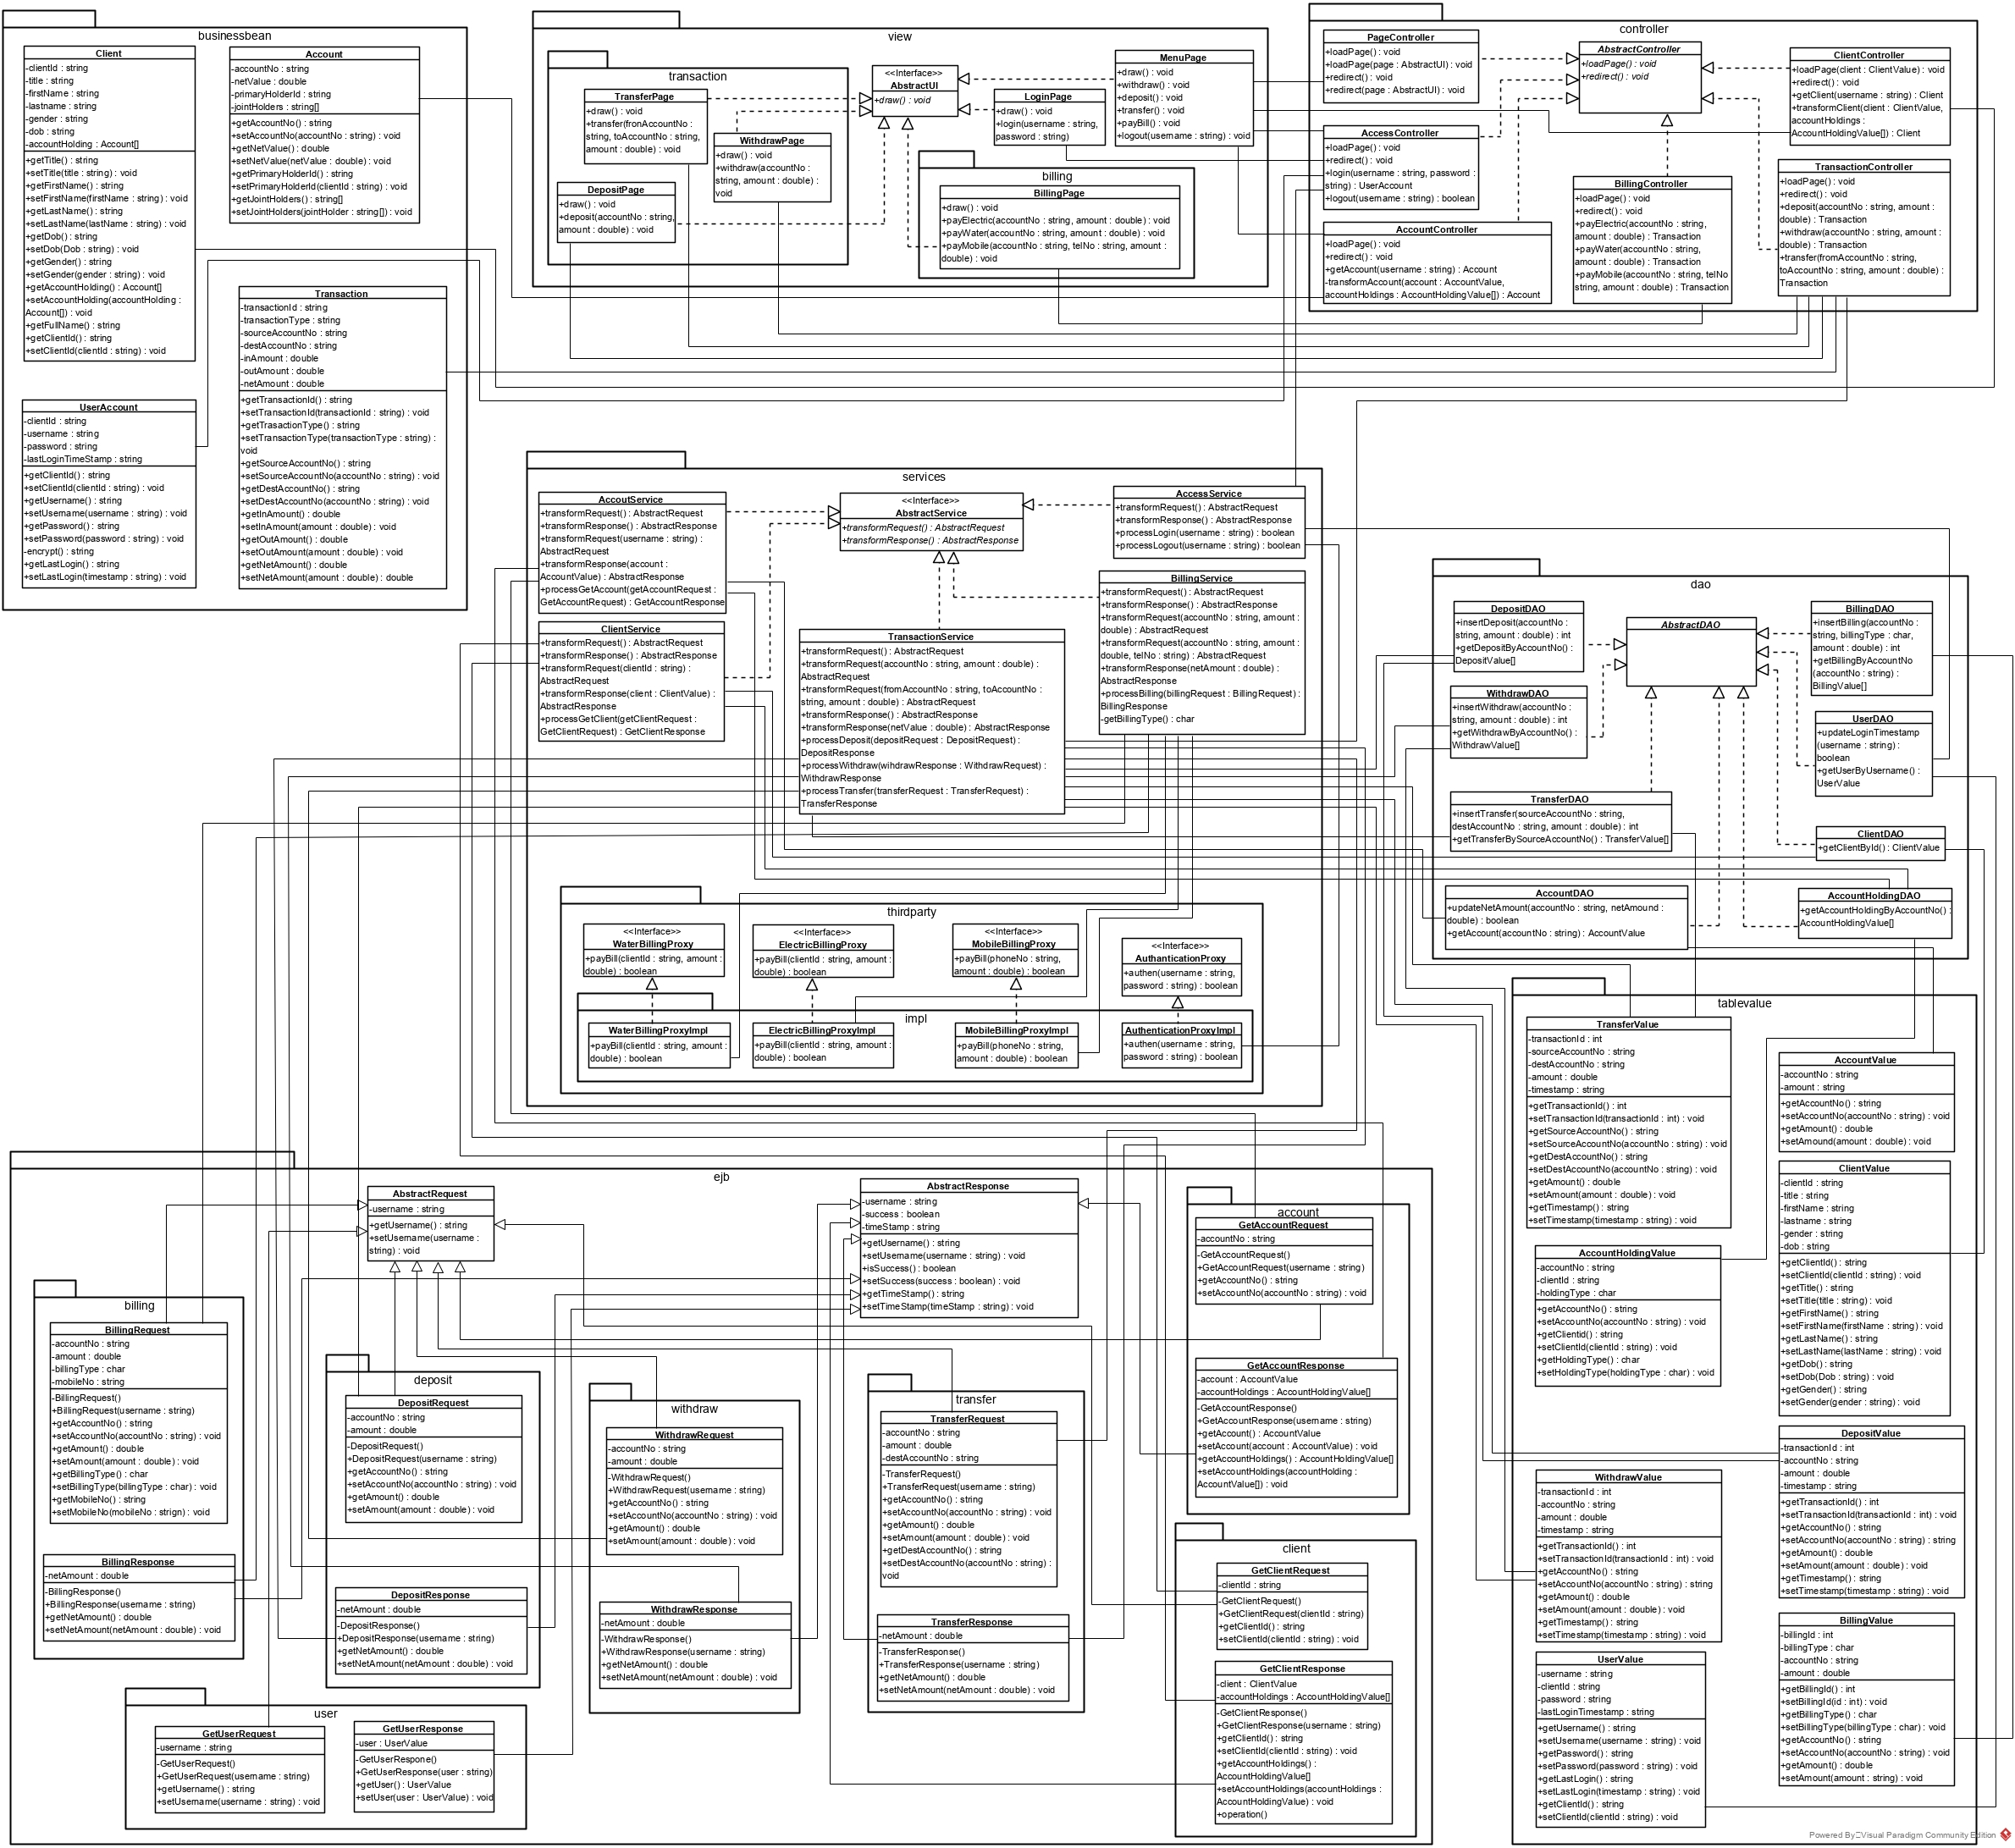 businessbean
Client
-clientId : string
-title : string
-firstName : string
-lastname : string
-gender : string
-dob : string
-accountHolding : Account[]
+getTitle() : string
+setTitle(title : string) : void
+getFirstName() : string
+setFirstName(firstName : string) : void
+getLastName() : string
+setLastName(lastName : string) : void
+getDob() : string
+setDob(Dob : string) : void
+getGender() : string
+setGender(gender : string) : void
+getAccountHolding() : Account[]
+setAccountHolding(accountHolding :
Account[]) : void
+getFullName() : string
+getClientId() : string
+setClientId(clientId : string) : void
Account
-accountNo : string
-netValue : double
-primaryHolderId : string
-jointHolders : string[]
+getAccountNo() : string
+setAccountNo(accountNo : string) : void
+getNetValue() : double
+setNetValue(netValue : double) : void
+getPrimaryHolderId() : string
+setPrimaryHolderId(clientId : string) : void
+getJointHolders() : string[]
+setJointHolders(jointHolder : string[]) : void
Transaction
-transactionId : string
-transactionType : string
-sourceAccountNo : string
-destAccountNo : string
-inAmount : double
-outAmount : double
-netAmount : double
+getTransactionId() : string
+setTransactionId(transactionId : string) : void
+getTrasactionType() : string
+setTransactionType(transactionType : string) :
void
+getSourceAccountNo() : string
+setSourceAccountNo(accountNo : string) : void
+getDestAccountNo() : string
+setDestAccountNo(accountNo : string) : void
+getInAmount() : double
+setInAmount(amount : double) : void
+getOutAmount() : double
+setOutAmount(amount : double) : void
+getNetAmount() : double
+setNetAmount(amount : double) : double
UserAccount
-clientId : string
-username : string
-password : string
-lastLoginTimeStamp : string
+getClientId() : string
+setClientId(clientId : string) : void
+getUsername() : string
+setUsername(username : string) : void
+getPassword() : string
+setPassword(password : string) : void
-encrypt() : string
+getLastLogin() : string
+setLastLogin(timestamp : string) : void
view
transaction
TransferPage
+draw() : void
+transfer(fronAccountNo :
string, toAccountNo : string,
amount : double) : void
WithdrawPage
+draw() : void
+withdraw(accountNo :
string, amount : double) :
void
DepositPage
+draw() : void
+deposit(accountNo : string,
amount : double) : void
<<Interface>>
AbstractUI
+draw() : void
LoginPage
+draw() : void
+login(username : string,
password : string)
MenuPage
+draw() : void
+withdraw() : void
+deposit() : void
+transfer() : void
+payBill() : void
+logout(username : string) : void
billing
BillingPage
+draw() : void
+payElectric(accountNo : string, amount : double) : void
+payWater(accountNo : string, amount : double) : void
+payMobile(accountNo : string, telNo : string, amount :
double) : void
controller
PageController
+loadPage() : void
+loadPage(page : AbstractUI) : void
+redirect() : void
+redirect(page : AbstractUI) : void
AbstractController
+loadPage() : void
+redirect() : void
ClientController
+loadPage(client : ClientValue) : void
+redirect() : void
+getClient(username : string) : Client
+transformClient(client : ClientValue,
accountHoldings :
AccountHoldingValue[]) : Client
AccessController
+loadPage() : void
+redirect() : void
+login(username : string, password :
string) : UserAccount
+logout(username : string) : boolean
AccountController
+loadPage() : void
+redirect() : void
+getAccount(username : string) : Account
-transformAccount(account : AccountValue,
accountHoldings : AccountHoldingValue[]) : Account
BillingController
+loadPage() : void
+redirect() : void
+payElectric(accountNo : string,
amount : double) : Transaction
+payWater(accountNo : string,
amount : double) : Transaction
+payMobile(accountNo : string, telNo :
string, amount : double) : Transaction
TransactionController
+loadPage() : void
+redirect() : void
+deposit(accountNo : string, amount :
double) : Transaction
+withdraw(accountNo : string, amount :
double) : Transaction
+transfer(fromAccountNo : string,
toAccountNo : string, amount : double) :
Transaction
services
AccoutService
+transformRequest() : AbstractRequest
+transformResponse() : AbstractResponse
+transformRequest(username : string) :
AbstractRequest
+transformResponse(account :
AccountValue) : AbstractResponse
+processGetAccount(getAccountRequest :
GetAccountRequest) : GetAccountResponse
<<Interface>>
AbstractService
+transformRequest() : AbstractRequest
+transformResponse() : AbstractResponse
AccessService
+transformRequest() : AbstractRequest
+transformResponse() : AbstractResponse
+processLogin(username : string) : boolean
+processLogout(username : string) : boolean
ClientService
+transformRequest() : AbstractRequest
+transformResponse() : AbstractResponse
+transformRequest(clientId : string) :
AbstractRequest
+transformResponse(client : ClientValue) :
AbstractResponse
+processGetClient(getClientRequest :
GetClientRequest) : GetClientResponse
TransactionService
+transformRequest() : AbstractRequest
+transformRequest(accountNo : string, amount : double) :
AbstractRequest
+transformRequest(fromAccountNo : string, toAccountNo :
string, amount : double) : AbstractRequest
+transformResponse() : AbstractResponse
+transformResponse(netValue : double) : AbstractResponse
+processDeposit(depositRequest : DepositRequest) :
DepositResponse
+processWithdraw(wihdrawResponse : WithdrawRequest) :
WithdrawResponse
+processTransfer(transferRequest : TransferRequest) :
TransferResponse
BillingService
+transformRequest() : AbstractRequest
+transformResponse() : AbstractResponse
+transformRequest(accountNo : string, amount :
double) : AbstractRequest
+transformRequest(accountNo : string, amount :
double, telNo : string) : AbstractRequest
+transformResponse(netAmount : double) :
AbstractResponse
+processBilling(billingRequest : BillingRequest) :
BillingResponse
-getBillingType() : char
thirdparty
<<Interface>>
WaterBillingProxy
+payBill(clientId : string, amount :
double) : boolean
<<Interface>>
ElectricBillingProxy
+payBill(clientId : string, amount :
double) : boolean
<<Interface>>
MobileBillingProxy
+payBill(phoneNo : string,
amount : double) : boolean
<<Interface>>
AuthanticationProxy
+authen(username : string,
password : string) : boolean
impl
WaterBillingProxyImpl
+payBill(clientId : string, amount :
double) : boolean
ElectricBillingProxyImpl
+payBill(clientId : string, amount :
double) : boolean
MobileBillingProxyImpl
+payBill(phoneNo : string,
amount : double) : boolean
AuthenticationProxyImpl
+authen(username : string,
password : string) : boolean
dao
DepositDAO
+insertDeposit(accountNo :
string, amount : double) : int
+getDepositByAccountNo() :
DepositValue[]
AbstractDAO
BillingDAO
+insertBilling(accountNo :
string, billingType : char,
amount : double) : int
+getBillingByAccountNo
(accountNo : string) :
BillingValue[]
WithdrawDAO
+insertWithdraw(accountNo :
string, amount : double) : int
+getWithdrawByAccountNo() :
WithdrawValue[]
UserDAO
+updateLoginTimestamp
(username : string) :
boolean
+getUserByUsername() :
UserValue
TransferDAO
+insertTransfer(sourceAccountNo : string,
destAccountNo : string, amount : double) : int
+getTransferBySourceAccountNo() : TransferValue[]
ClientDAO
+getClientById() : ClientValue
AccountDAO
+updateNetAmount(accountNo : string, netAmound :
double) : boolean
+getAccount(accountNo : string) : AccountValue
AccountHoldingDAO
+getAccountHoldingByAccountNo() :
AccountHoldingValue[]
tablevalue
TransferValue
-transactionId : int
-sourceAccountNo : string
-destAccountNo : string
-amount : double
-timestamp : string
+getTransactionId() : int
+setTransactionId(transactionId : int) : void
+getSourceAccountNo() : string
+setSourceAccountNo(accountNo : string) : void
+getDestAccountNo() : string
+setDestAccountNo(accountNo : string) : void
+getAmount() : double
+setAmount(amount : double) : void
+getTimestamp() : string
+setTimestamp(timestamp : string) : void
AccountValue
-accountNo : string
-amount : string
+getAccountNo() : string
+setAccountNo(accountNo : string) : void
+getAmount() : double
+setAmound(amount : double) : void
ClientValue
-clientId : string
-title : string
-firstName : string
-lastname : string
-gender : string
-dob : string
+getClientId() : string
+setClientId(clientId : string) : void
+getTitle() : string
+setTitle(title : string) : void
+getFirstName() : string
+setFirstName(firstName : string) : void
+getLastName() : string
+setLastName(lastName : string) : void
+getDob() : string
+setDob(Dob : string) : void
+getGender() : string
+setGender(gender : string) : void
AccountHoldingValue
-accountNo : string
-clientId : string
-holdingType : char
+getAccountNo() : string
+setAccountNo(accountNo : string) : void
+getClientid() : string
+setClientId(clientId : string) : void
+getHoldingType() : char
+setHoldingType(holdingType : char) : void
DepositValue
-transactionId : int
-accountNo : string
-amount : double
-timestamp : string
+getTransactionId() : int
+setTransactionId(transactionId : int) : void
+getAccountNo() : string
+setAccountNo(accountNo : string) : string
+getAmount() : double
+setAmount(amount : double) : void
+getTimestamp() : string
+setTimestamp(timestamp : string) : void
WithdrawValue
-transactionId : int
-accountNo : string
-amount : double
-timestamp : string
+getTransactionId() : int
+setTransactionId(transactionId : int) : void
+getAccountNo() : string
+setAccountNo(accountNo : string) : string
+getAmount() : double
+setAmount(amount : double) : void
+getTimestamp() : string
+setTimestamp(timestamp : string) : void
BillingValue
-billingId : int
-billingType : char
-accountNo : string
-amount : double
+getBillingId() : int
+setBillingId(id : int) : void
+getBillingType() : char
+setBillingType(billingType : char) : void
+getAccountNo() : string
+setAccountNo(accountNo : string) : void
+getAmount() : double
+setAmount(amount : string) : void
UserValue
-username : string
-clientId : string
-password : string
-lastLoginTimestamp : string
+getUsername() : string
+setUsername(username : string) : void
+getPassword() : string
+setPassword(password : string) : void
+getLastLogin() : string
+setLastLogin(timestamp : string) : void
+getClientId() : string
+setClientId(clientId : string) : void
ejb
AbstractRequest
-username : string
+getUsername() : string
+setUsername(username :
string) : void
AbstractResponse
-username : string
-success : boolean
-timeStamp : string
+getUsername() : string
+setUsername(username : string) : void
+isSuccess() : boolean
+setSuccess(success : boolean) : void
+getTimeStamp() : string
+setTimeStamp(timeStamp : string) : void
account
GetAccountRequest
-accountNo : string
-GetAccountRequest()
+GetAccountRequest(username : string)
+getAccountNo() : string
+setAccountNo(accountNo : string) : void
GetAccountResponse
-account : AccountValue
-accountHoldings : AccountHoldingValue[]
-GetAccountResponse()
+GetAccountResponse(username : string)
+getAccount() : AccountValue
+setAccount(account : AccountValue) : void
+getAccountHoldings() : AccountHoldingValue[]
+setAccountHoldings(accountHolding :
AccountValue[]) : void
billing
BillingRequest
-accountNo : string
-amount : double
-billingType : char
-mobileNo : string
-BillingRequest()
+BillingRequest(username : string)
+getAccountNo() : string
+setAccountNo(accountNo : string) : void
+getAmount() : double
+setAmount(amount : double) : void
+getBillingType() : char
+setBillingType(billingType : char) : void
+getMobileNo() : string
+setMobileNo(mobileNo : strign) : void
BillingResponse
-netAmount : double
-BillingResponse()
+BillingResponse(username : string)
+getNetAmount() : double
+setNetAmount(netAmount : double) : void
deposit
DepositRequest
-accountNo : string
-amount : double
-DepositRequest()
+DepositRequest(username : string)
+getAccountNo() : string
+setAccountNo(accountNo : string) : void
+getAmount() : double
+setAmount(amount : double) : void
DepositResponse
-netAmount : double
-DepositResponse()
+DepositResponse(username : string)
+getNetAmount() : double
+setNetAmount(netAmount : double) : void
withdraw
WithdrawRequest
-accountNo : string
-amount : double
-WithdrawRequest()
+WithdrawRequest(username : string)
+getAccountNo() : string
+setAccountNo(accountNo : string) : void
+getAmount() : double
+setAmount(amount : double) : void
WithdrawResponse
-netAmount : double
-WithdrawResponse()
+WithdrawResponse(username : string)
+getNetAmount() : double
+setNetAmount(netAmount : double) : void
transfer
TransferRequest
-accountNo : string
-amount : double
-destAccountNo : string
-TransferRequest()
+TransferRequest(username : string)
+getAccountNo() : string
+setAccountNo(accountNo : string) : void
+getAmount() : double
+setAmount(amount : double) : void
+getDestAccountNo() : string
+setDestAccountNo(accountNo : string) :
void
TransferResponse
-netAmount : double
-TransferResponse()
+TransferResponse(username : string)
+getNetAmount() : double
+setNetAmount(netAmount : double) : void
client
GetClientRequest
-clientId : string
-GetClientRequest()
+GetClientRequest(clientId : string)
+getClientId() : string
+setClientId(clientId : string) : void
GetClientResponse
-client : ClientValue
-accountHoldings : AccountHoldingValue[]
-GetClientResponse()
+GetClientResponse(username : string)
+getClientId() : string
+setClientId(clientId : string) : void
+getAccountHoldings() :
AccountHoldingValue[]
+setAccountHoldings(accountHoldings :
AccountHoldingValue) : void
+operation()
user
GetUserRequest
-username : string
-GetUserRequest()
+GetUserRequest(username : string)
+getUsername() : string
+setUsername(username : string) : void
GetUserResponse
-user : UserValue
-GetUserRespone()
+GetUserResponse(user : string)
+getUser() : UserValue
+setUser(user : UserValue) : void
Powered By Visual Paradigm Community Edition